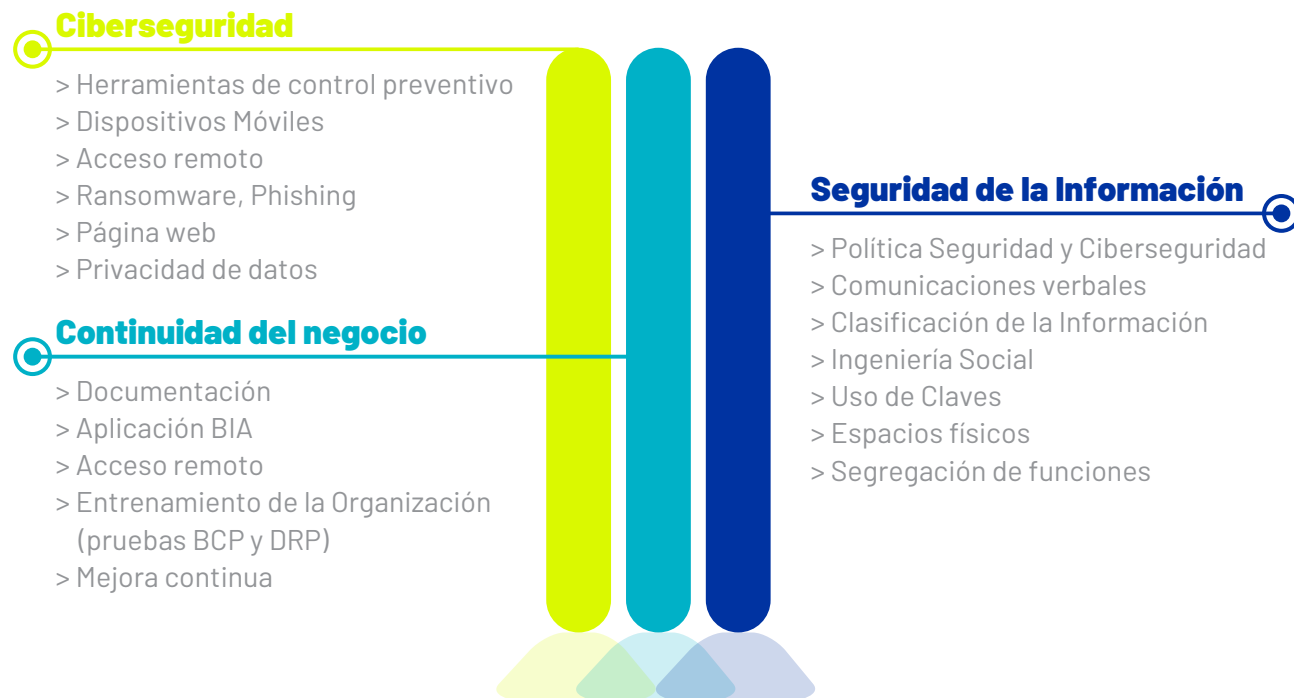 Ciberseguridad
> Herramientas de control preventivo
> Dispositivos Móviles
> Acceso remoto
> Ransomware, Phishing
> Página web
> Privacidad de datos
Continuidad del negocio
> Documentación
> Aplicación BIA
> Acceso remoto
> Entrenamiento de la Organización
(pruebas BCP y DRP)
> Mejora continua
Seguridad de la Información
> Política Seguridad y Ciberseguridad
> Comunicaciones verbales
> Clasificación de la Información
> Ingeniería Social
> Uso de Claves
> Espacios físicos
> Segregación de funciones